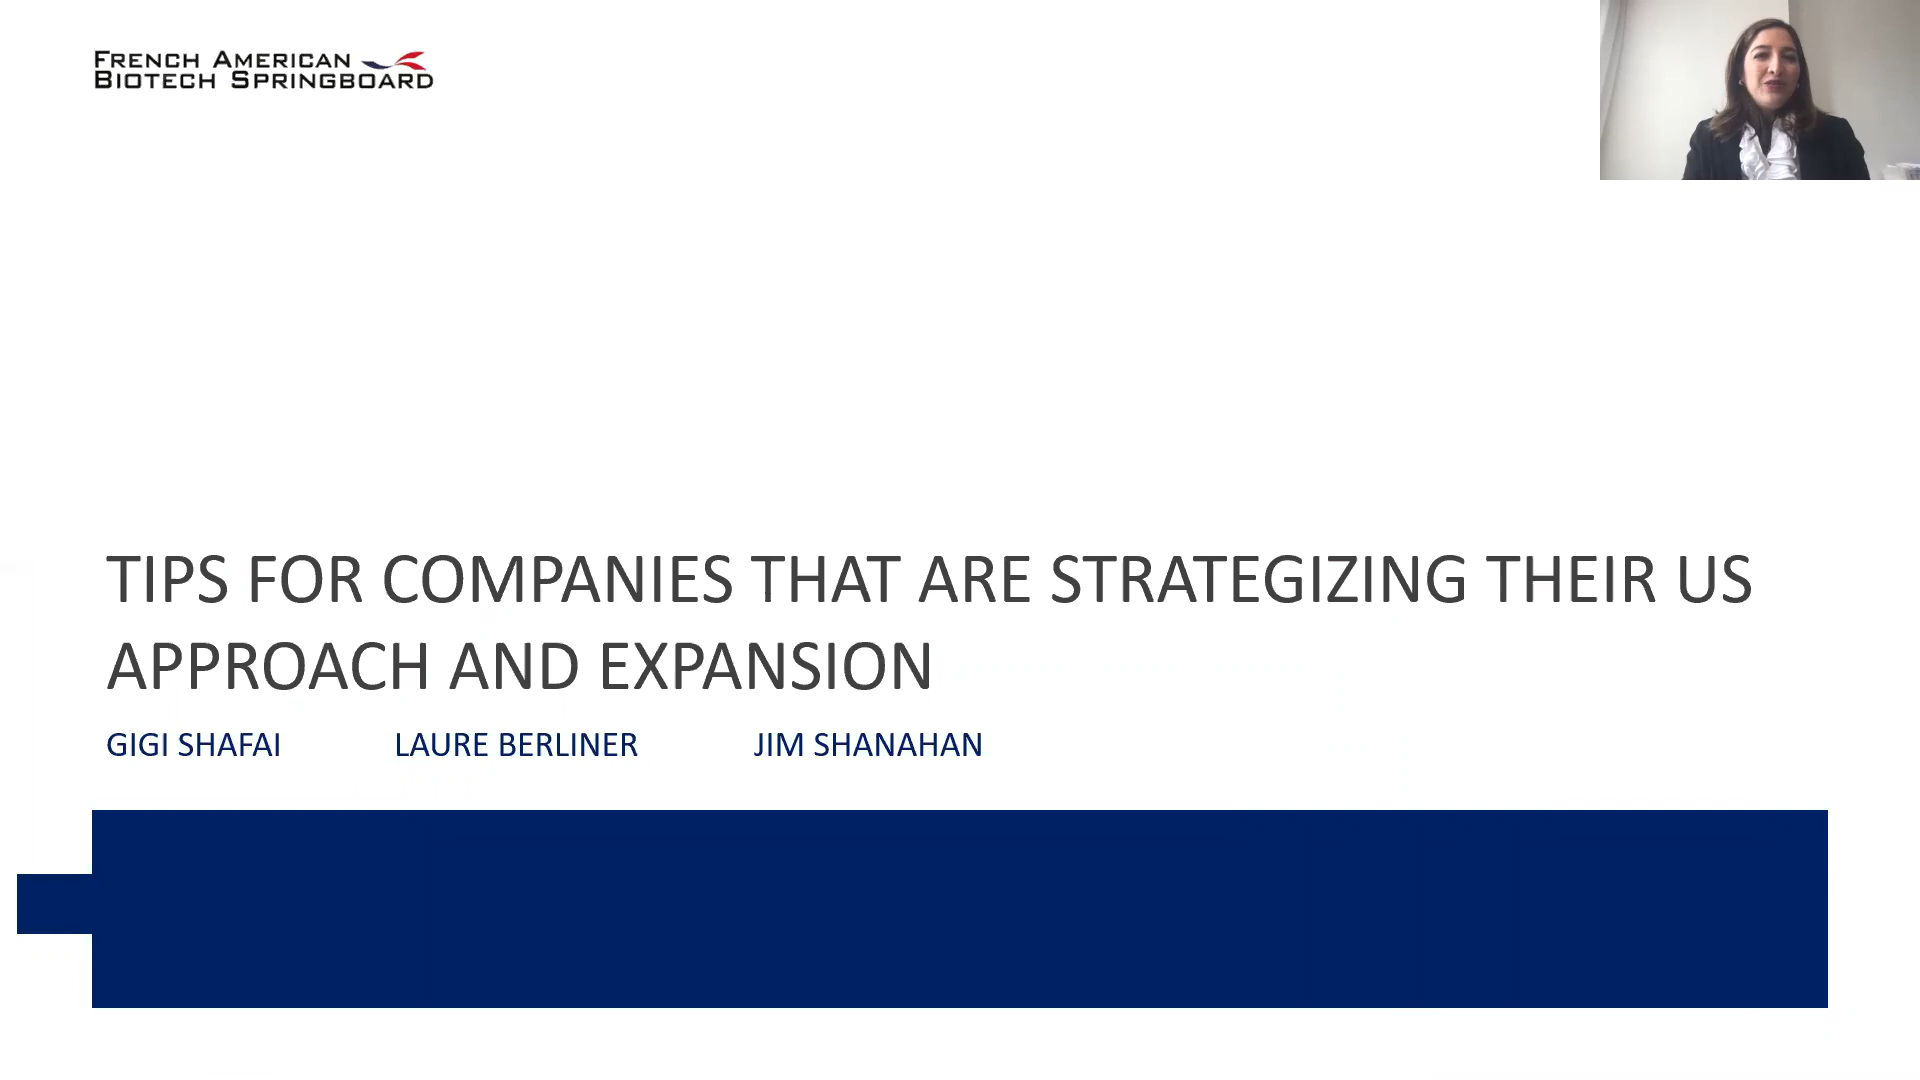 FRENCH AMERICAN
BIOTECH SPRINGBOARD
TIPS FOR COMPANIES THAT ARE STRATEGIZING THEIR US
APPROACH AND EXPANSION
GIGI SHAFAI LAURE BERLINER JIM SHANAHAN